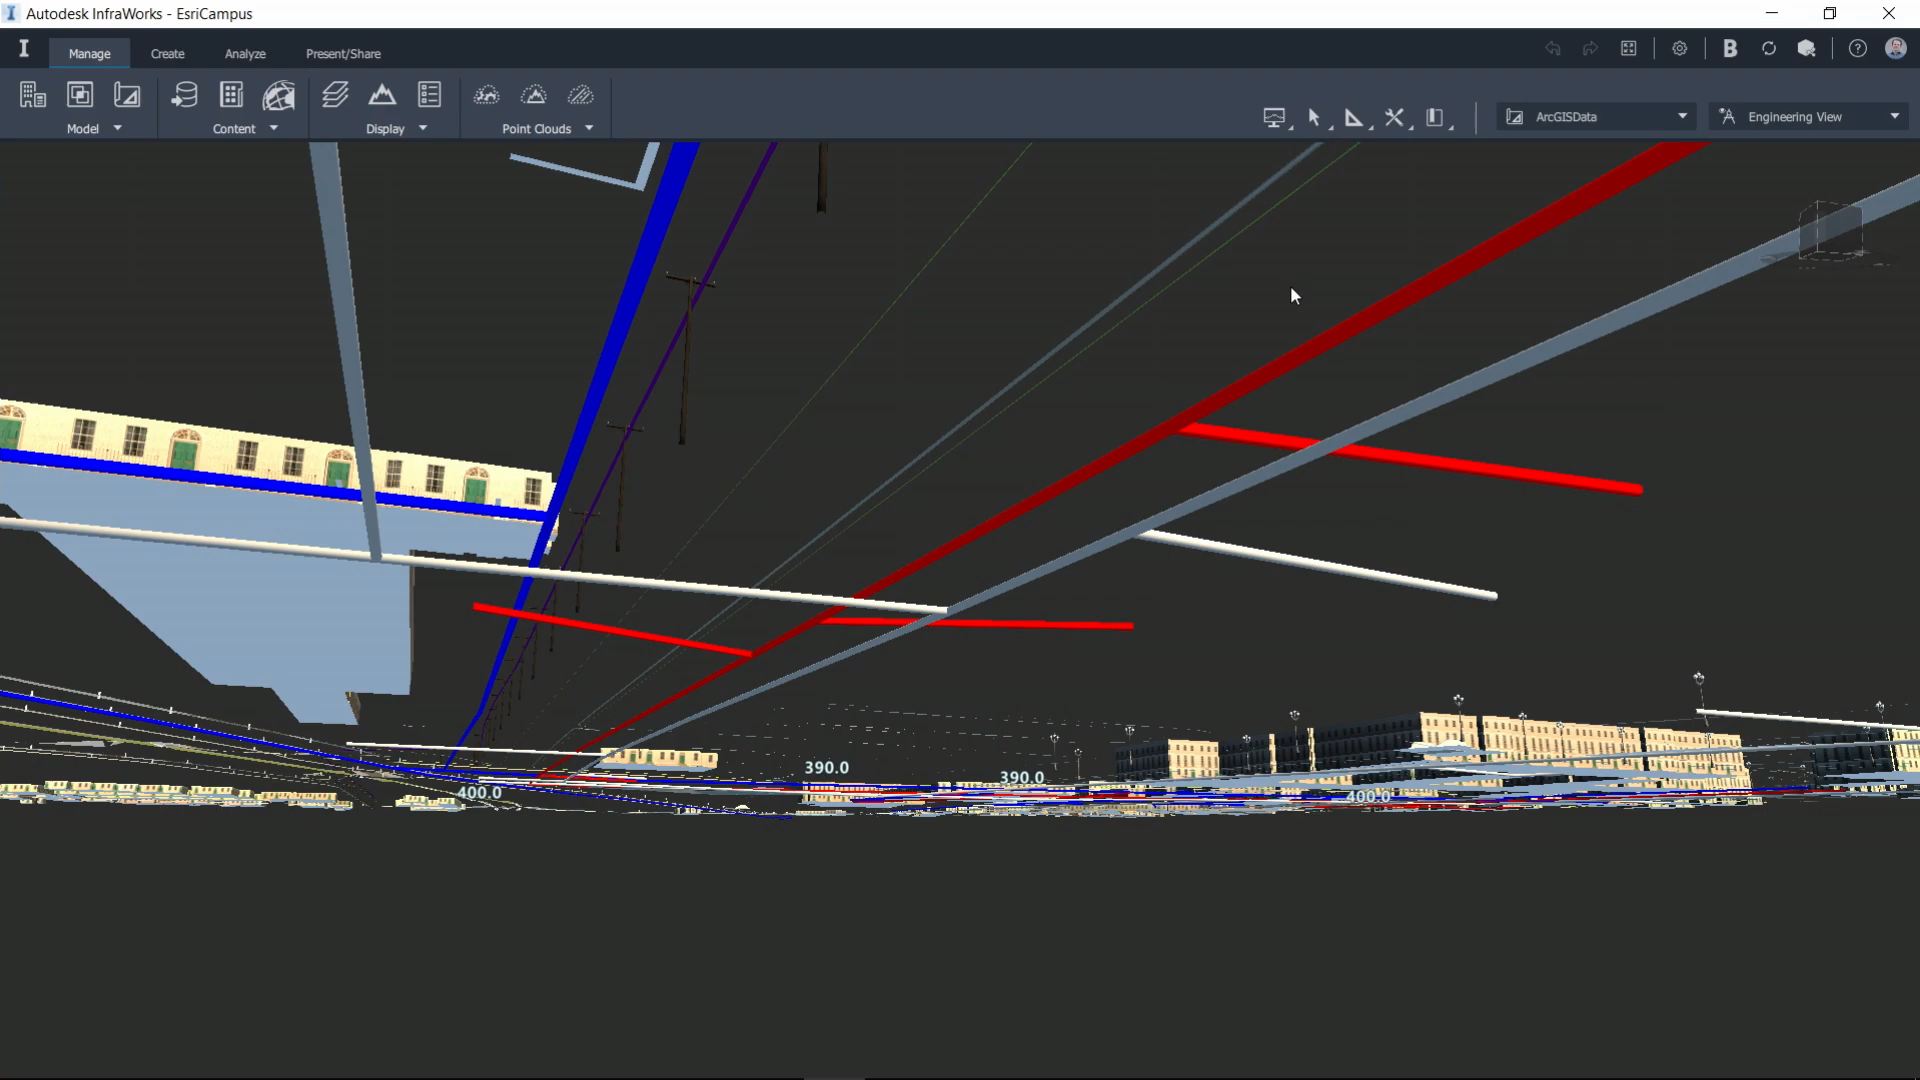 Autodesk InfraWorks - EsriCampus
Manage Create Analyze Present/Share
Model Content Display Point Clouds
ArcGISData Engineering View
390.0
390.0
400.0
400.0